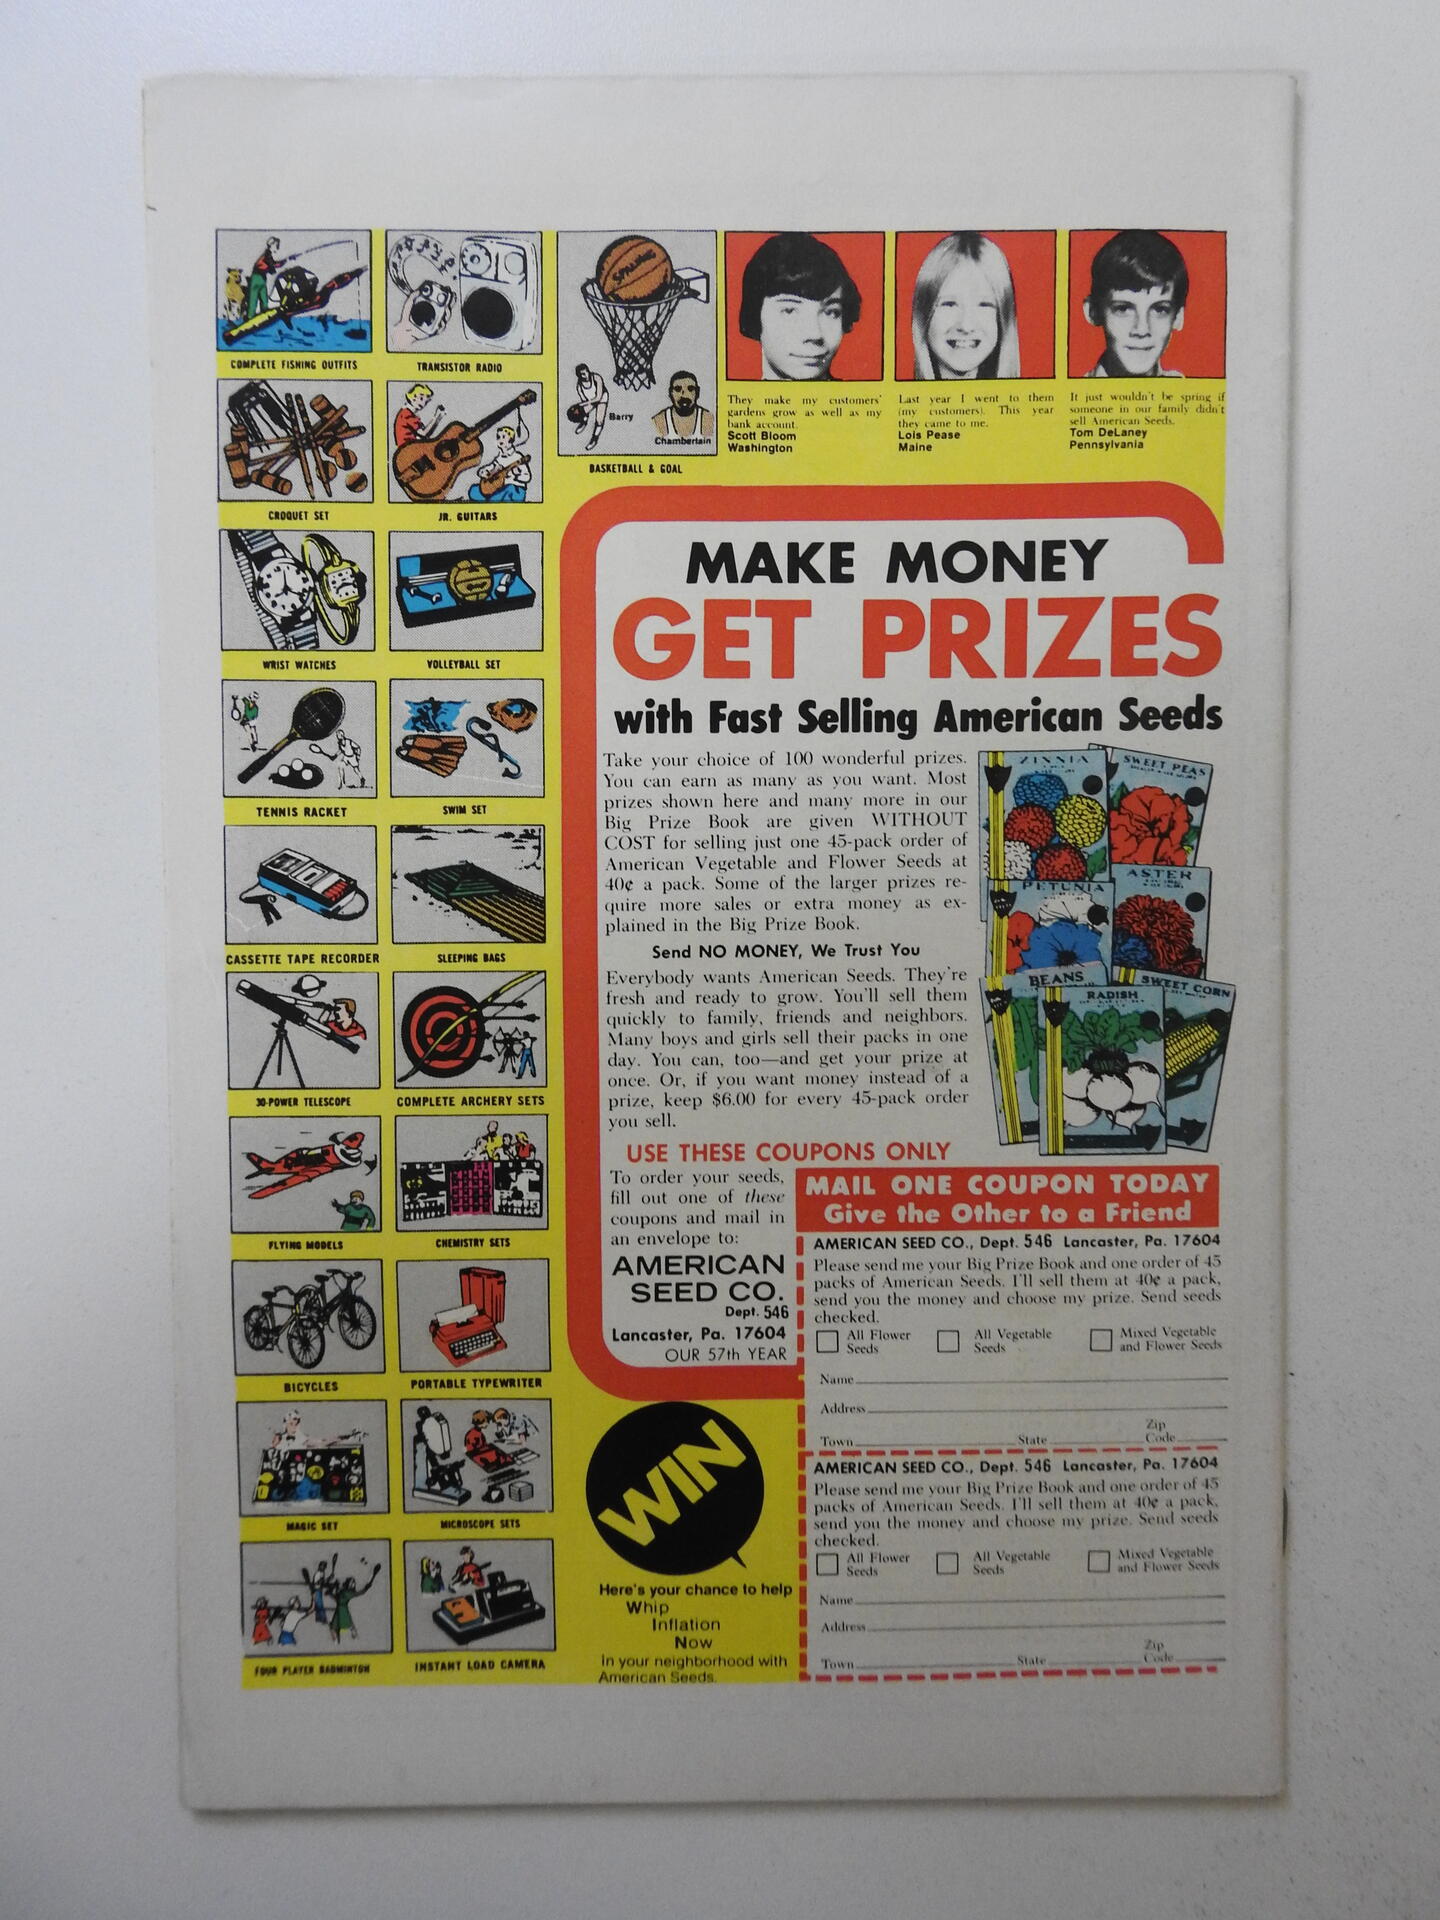 COMPLETE FISHING OUTFITS
TRANSISTOR RADIO
CROQUET SET
JR. GUITARS
WRIST WATCHES
VOLLEYBALL SET
TENNIS RACKET
SWIM SET
CASSETTE TAPE RECORDER
SLEEPING BAGS
30-POWER TELESCOPE
COMPLETE ARCHERY SETS
FLYING MODELS
CHEMISTRY SETS
BICYCLES
PORTABLE TYPEWRITER
MAGIC SET
MICROSCOPE SETS
FOUR PLAYER BADMINTON
INSTANT LOAD CAMERA
SPALDING
Barry
Chamberlain
BASKETBALL & GOAL
They make my customers'
gardens grow as well as my
bank account.
Scott Bloom
Washington
Last year I went to them
(my customers). This year
they came to me.
Lois Pease
Maine
It just wouldn't be spring if
someone in our family didn't
sell American Seeds.
Tom DeLaney
Pennsylvania
MAKE MONEY
GET PRIZES
with Fast Selling American Seeds
Take your choice of 100 wonderful prizes.
You can earn as many as you want. Most
prizes shown here and many more in our
Big Prize Book are given WITHOUT
COST for selling just one 45-pack order of
American Vegetable and Flower Seeds at
40¢ a pack. Some of the larger prizes re-
quire more sales or extra money as ex-
plained in the Big Prize Book.
Send NO MONEY, We Trust You
Everybody wants American Seeds. They're
fresh and ready to grow. You'll sell them
quickly to family, friends and neighbors.
Many boys and girls sell their packs in one
day. You can, too—and get your prize at
once. Or, if you want money instead of a
prize, keep $6.00 for every 45-pack order
you sell.
ZINNIA
SWEET PEAS
PETUNIA
ASTER
BEANS
RADISH
SWEET CORN
USE THESE COUPONS ONLY
To order your seeds,
fill out one of these
coupons and mail in
an envelope to:
AMERICAN
SEED CO.
Dept. 546
Lancaster, Pa. 17604
OUR 57th YEAR
MAIL ONE COUPON TODAY
Give the Other to a Friend
AMERICAN SEED CO., Dept. 546 Lancaster, Pa. 17604
Please send me your Big Prize Book and one order of 45
packs of American Seeds. I'll sell them at 40¢ a pack,
send you the money and choose my prize. Send seeds
checked.
All Flower Seeds
All Vegetable Seeds
Mixed Vegetable and Flower Seeds
Name
Address
Town State Zip Code
AMERICAN SEED CO., Dept. 546 Lancaster, Pa. 17604
Please send me your Big Prize Book and one order of 45
packs of American Seeds. I'll sell them at 40¢ a pack,
send you the money and choose my prize. Send seeds
checked.
All Flower Seeds
All Vegetable Seeds
Mixed Vegetable and Flower Seeds
Name
Address
Town State Zip Code
WIN
Here's your chance to help
Whip
Inflation
Now
In your neighborhood with
American Seeds.